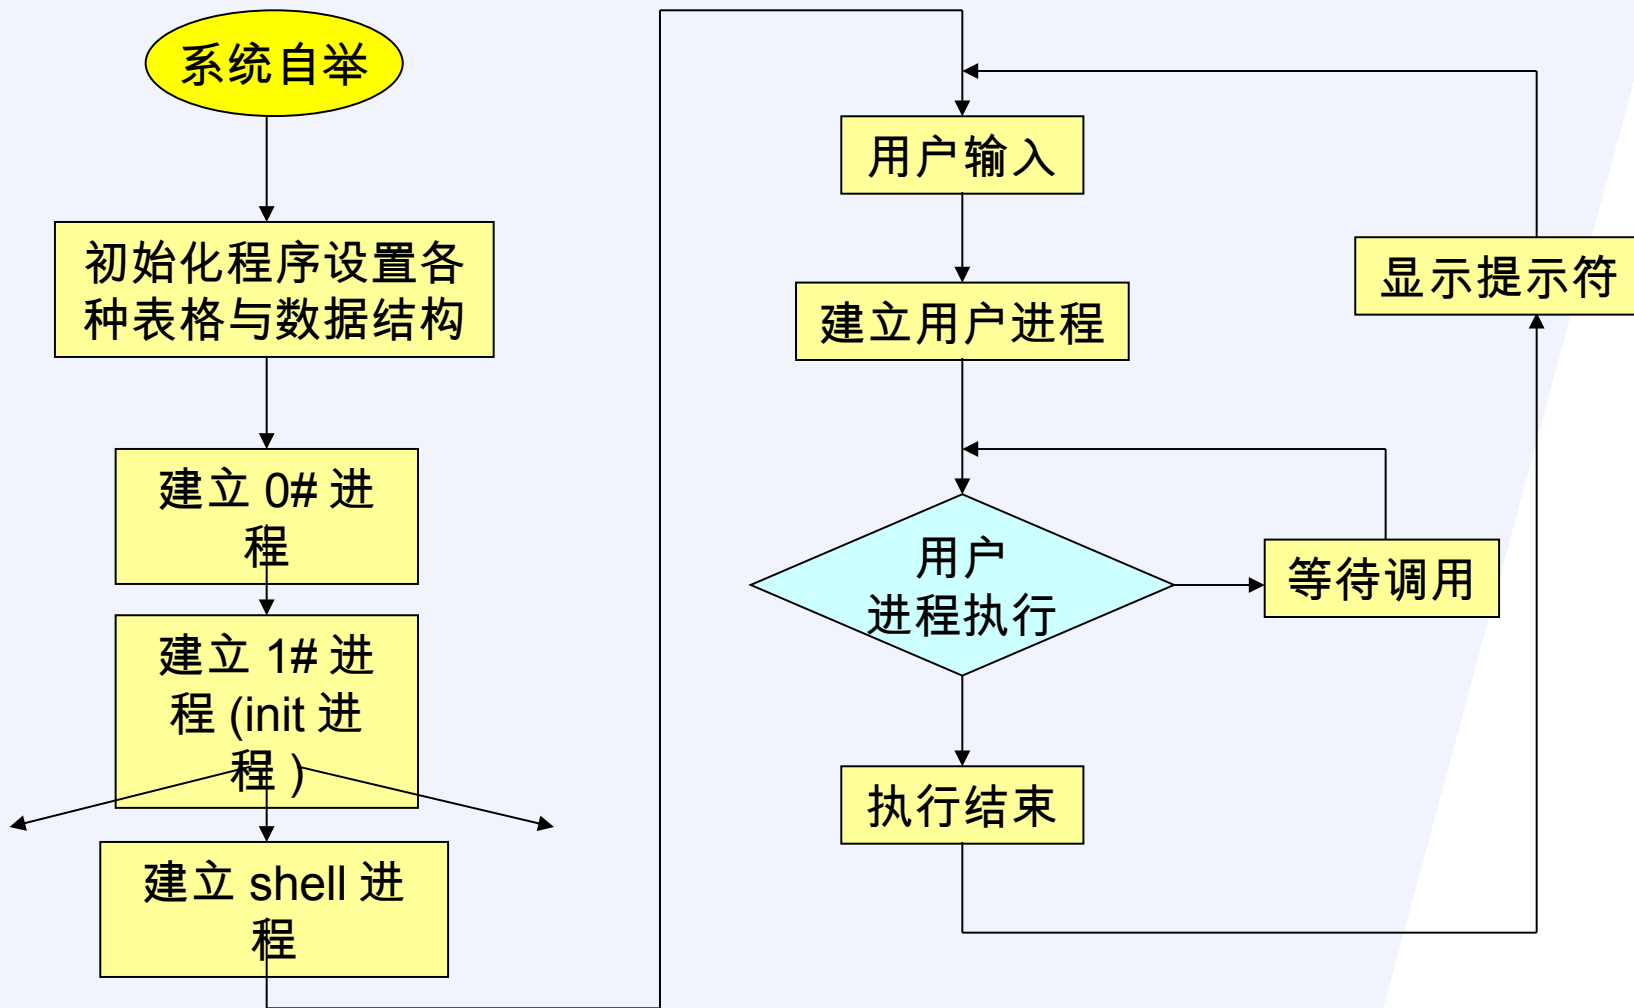 系统自举
初始化程序设置各
种表格与数据结构
建立 0# 进
程
建立 1# 进
程 (init 进
程 )
建立 shell 进
程
用户输入
建立用户进程
用户
进程执行
等待调用
执行结束
显示提示符